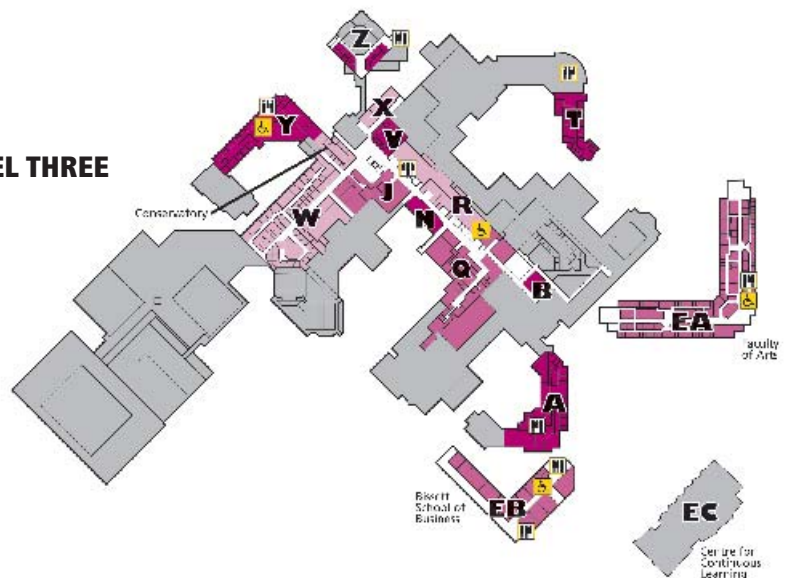 Z
X
V
T
Y
EL THREE
J
R
Conservatory
W
N
Q
B
EA
Faculty
of Arts
A
Bissett
School of
Business
EB
EC
Centre for
Continuous
Learning